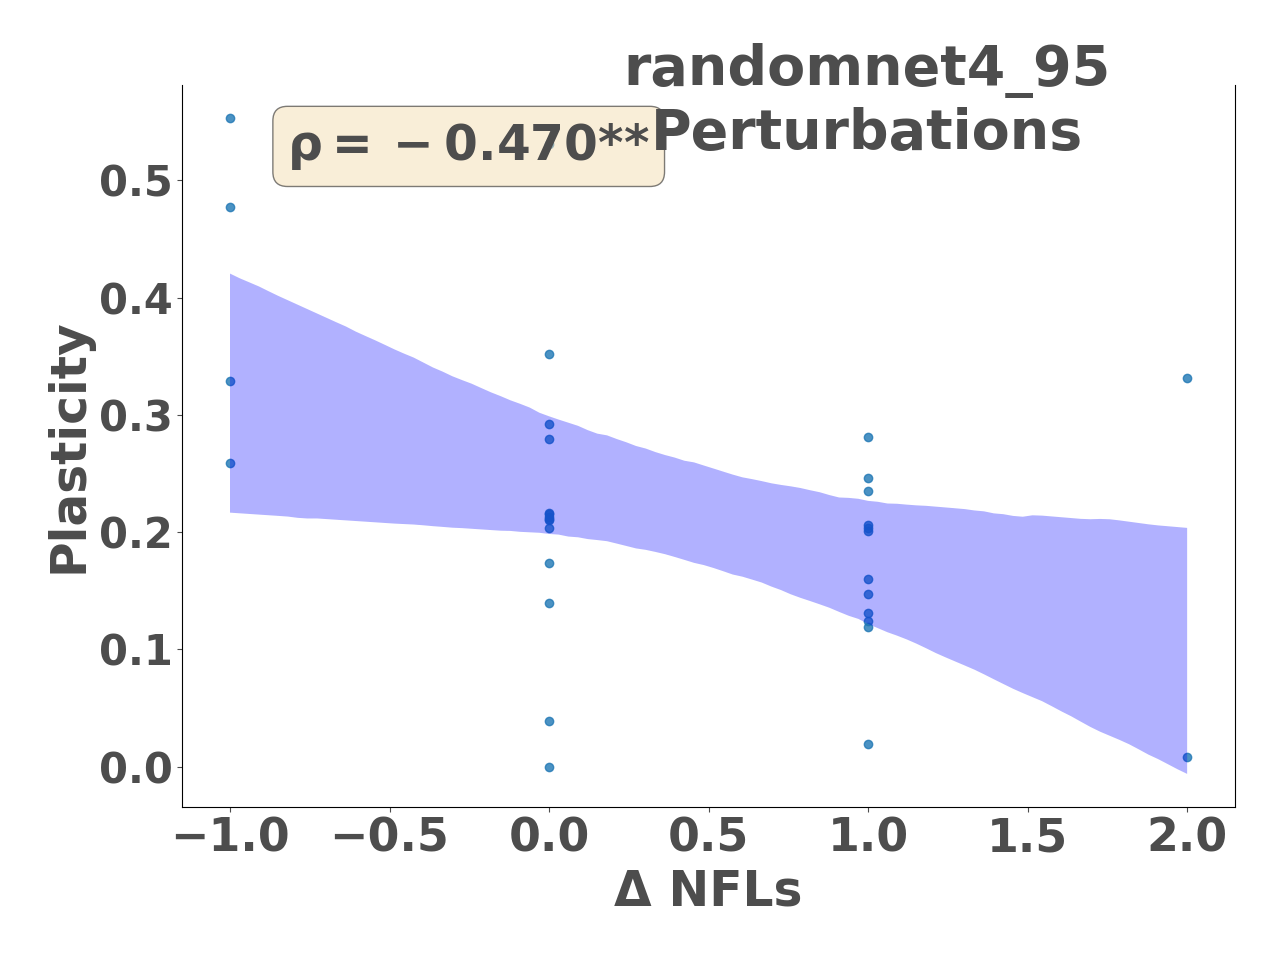 randomnet4_95
Perturbations
ρ = − 0.470**
Plasticity
0.5
0.4
0.3
0.2
0.1
0.0
−1.0 −0.5 0.0 0.5 1.0 1.5 2.0
Δ NFLs